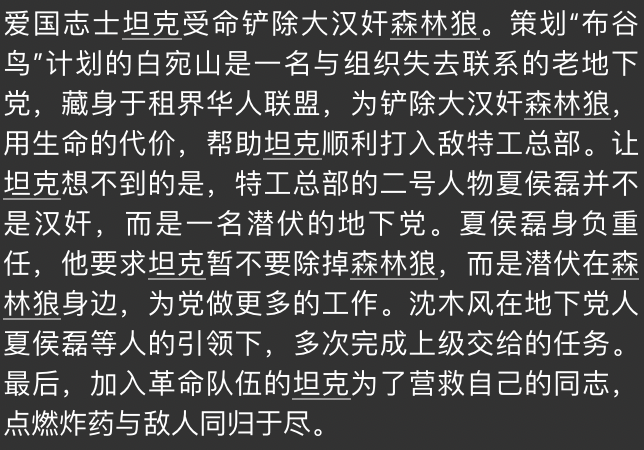 爱国志士坦克受命铲除大汉奸森林狼。策划“布谷
鸟”计划的白宛山是一名与组织失去联系的老地下
党，藏身于租界华人联盟，为铲除大汉奸森林狼，
用生命的代价，帮助坦克顺利打入敌特工总部。让
坦克想不到的是，特工总部的二号人物夏侯磊并不
是汉奸，而是一名潜伏的地下党。夏侯磊身负重
任，他要求坦克暂不要除掉森林狼，而是潜伏在森
林狼身边，为党做更多的工作。沈木风在地下党人
夏侯磊等人的引领下，多次完成上级交给的任务。
最后，加入革命队伍的坦克为了营救自己的同志，
点燃炸药与敌人同归于尽。